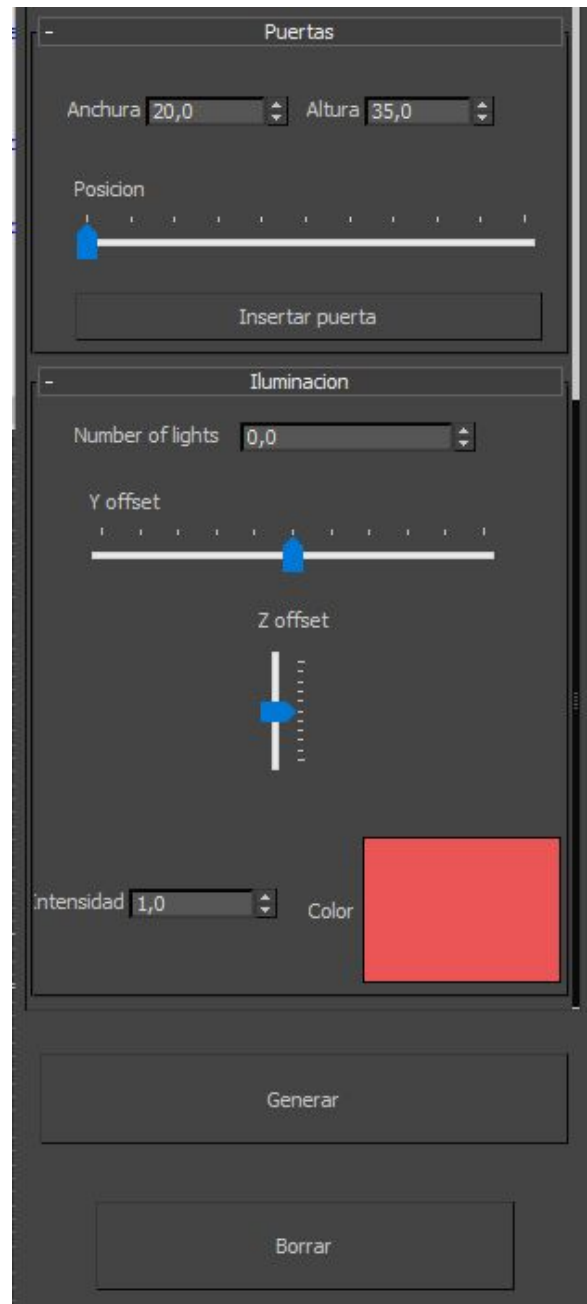 - Puertas
Anchura 20,0 Altura 35,0
Posicion
Insertar puerta
- Iluminacion
Number of lights 0,0
Y offset
Z offset
Intensidad 1,0 Color
Generar
Borrar